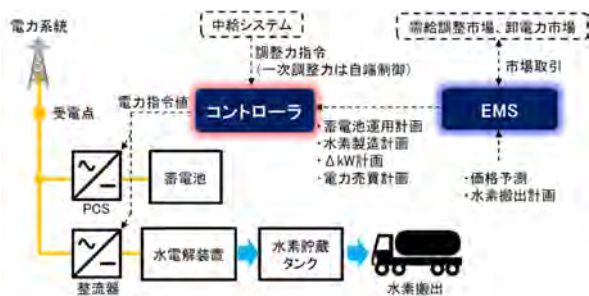 電力系統
中給システム
需給調整市場、卸電力市場
調整力指令
(一次調整力は自端制御)
市場取引
受電点
電力指令値
コントローラ
EMS
・蓄電池運用計画
・水素製造計画
・ΔkW計画
・電力売買計画
・価格予測
・水素搬出計画
蓄電池
PCS
水電解装置
水素貯蔵
タンク
整流器
水素搬出